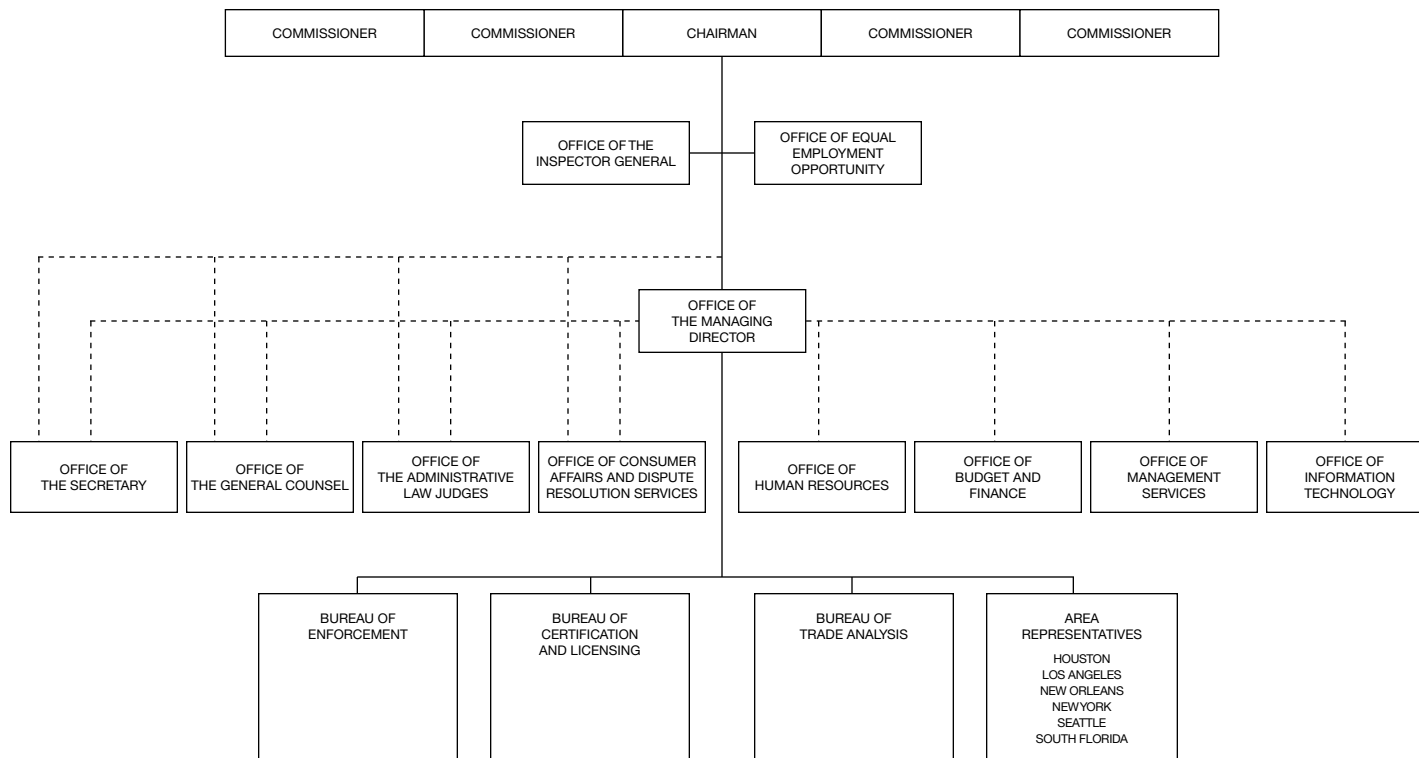 COMMISSIONER
COMMISSIONER
CHAIRMAN
COMMISSIONER
COMMISSIONER
OFFICE OF THE
INSPECTOR GENERAL
OFFICE OF EQUAL
EMPLOYMENT
OPPORTUNITY
OFFICE OF
THE MANAGING
DIRECTOR
OFFICE OF
THE SECRETARY
OFFICE OF
THE GENERAL COUNSEL
OFFICE OF
THE ADMINISTRATIVE
LAW JUDGES
OFFICE OF CONSUMER
AFFAIRS AND DISPUTE
RESOLUTION SERVICES
OFFICE OF
HUMAN RESOURCES
OFFICE OF
BUDGET AND
FINANCE
OFFICE OF
MANAGEMENT
SERVICES
OFFICE OF
INFORMATION
TECHNOLOGY
BUREAU OF
ENFORCEMENT
BUREAU OF
CERTIFICATION
AND LICENSING
BUREAU OF
TRADE ANALYSIS
AREA
REPRESENTATIVES
HOUSTON
LOS ANGELES
NEW ORLEANS
NEW YORK
SEATTLE
SOUTH FLORIDA